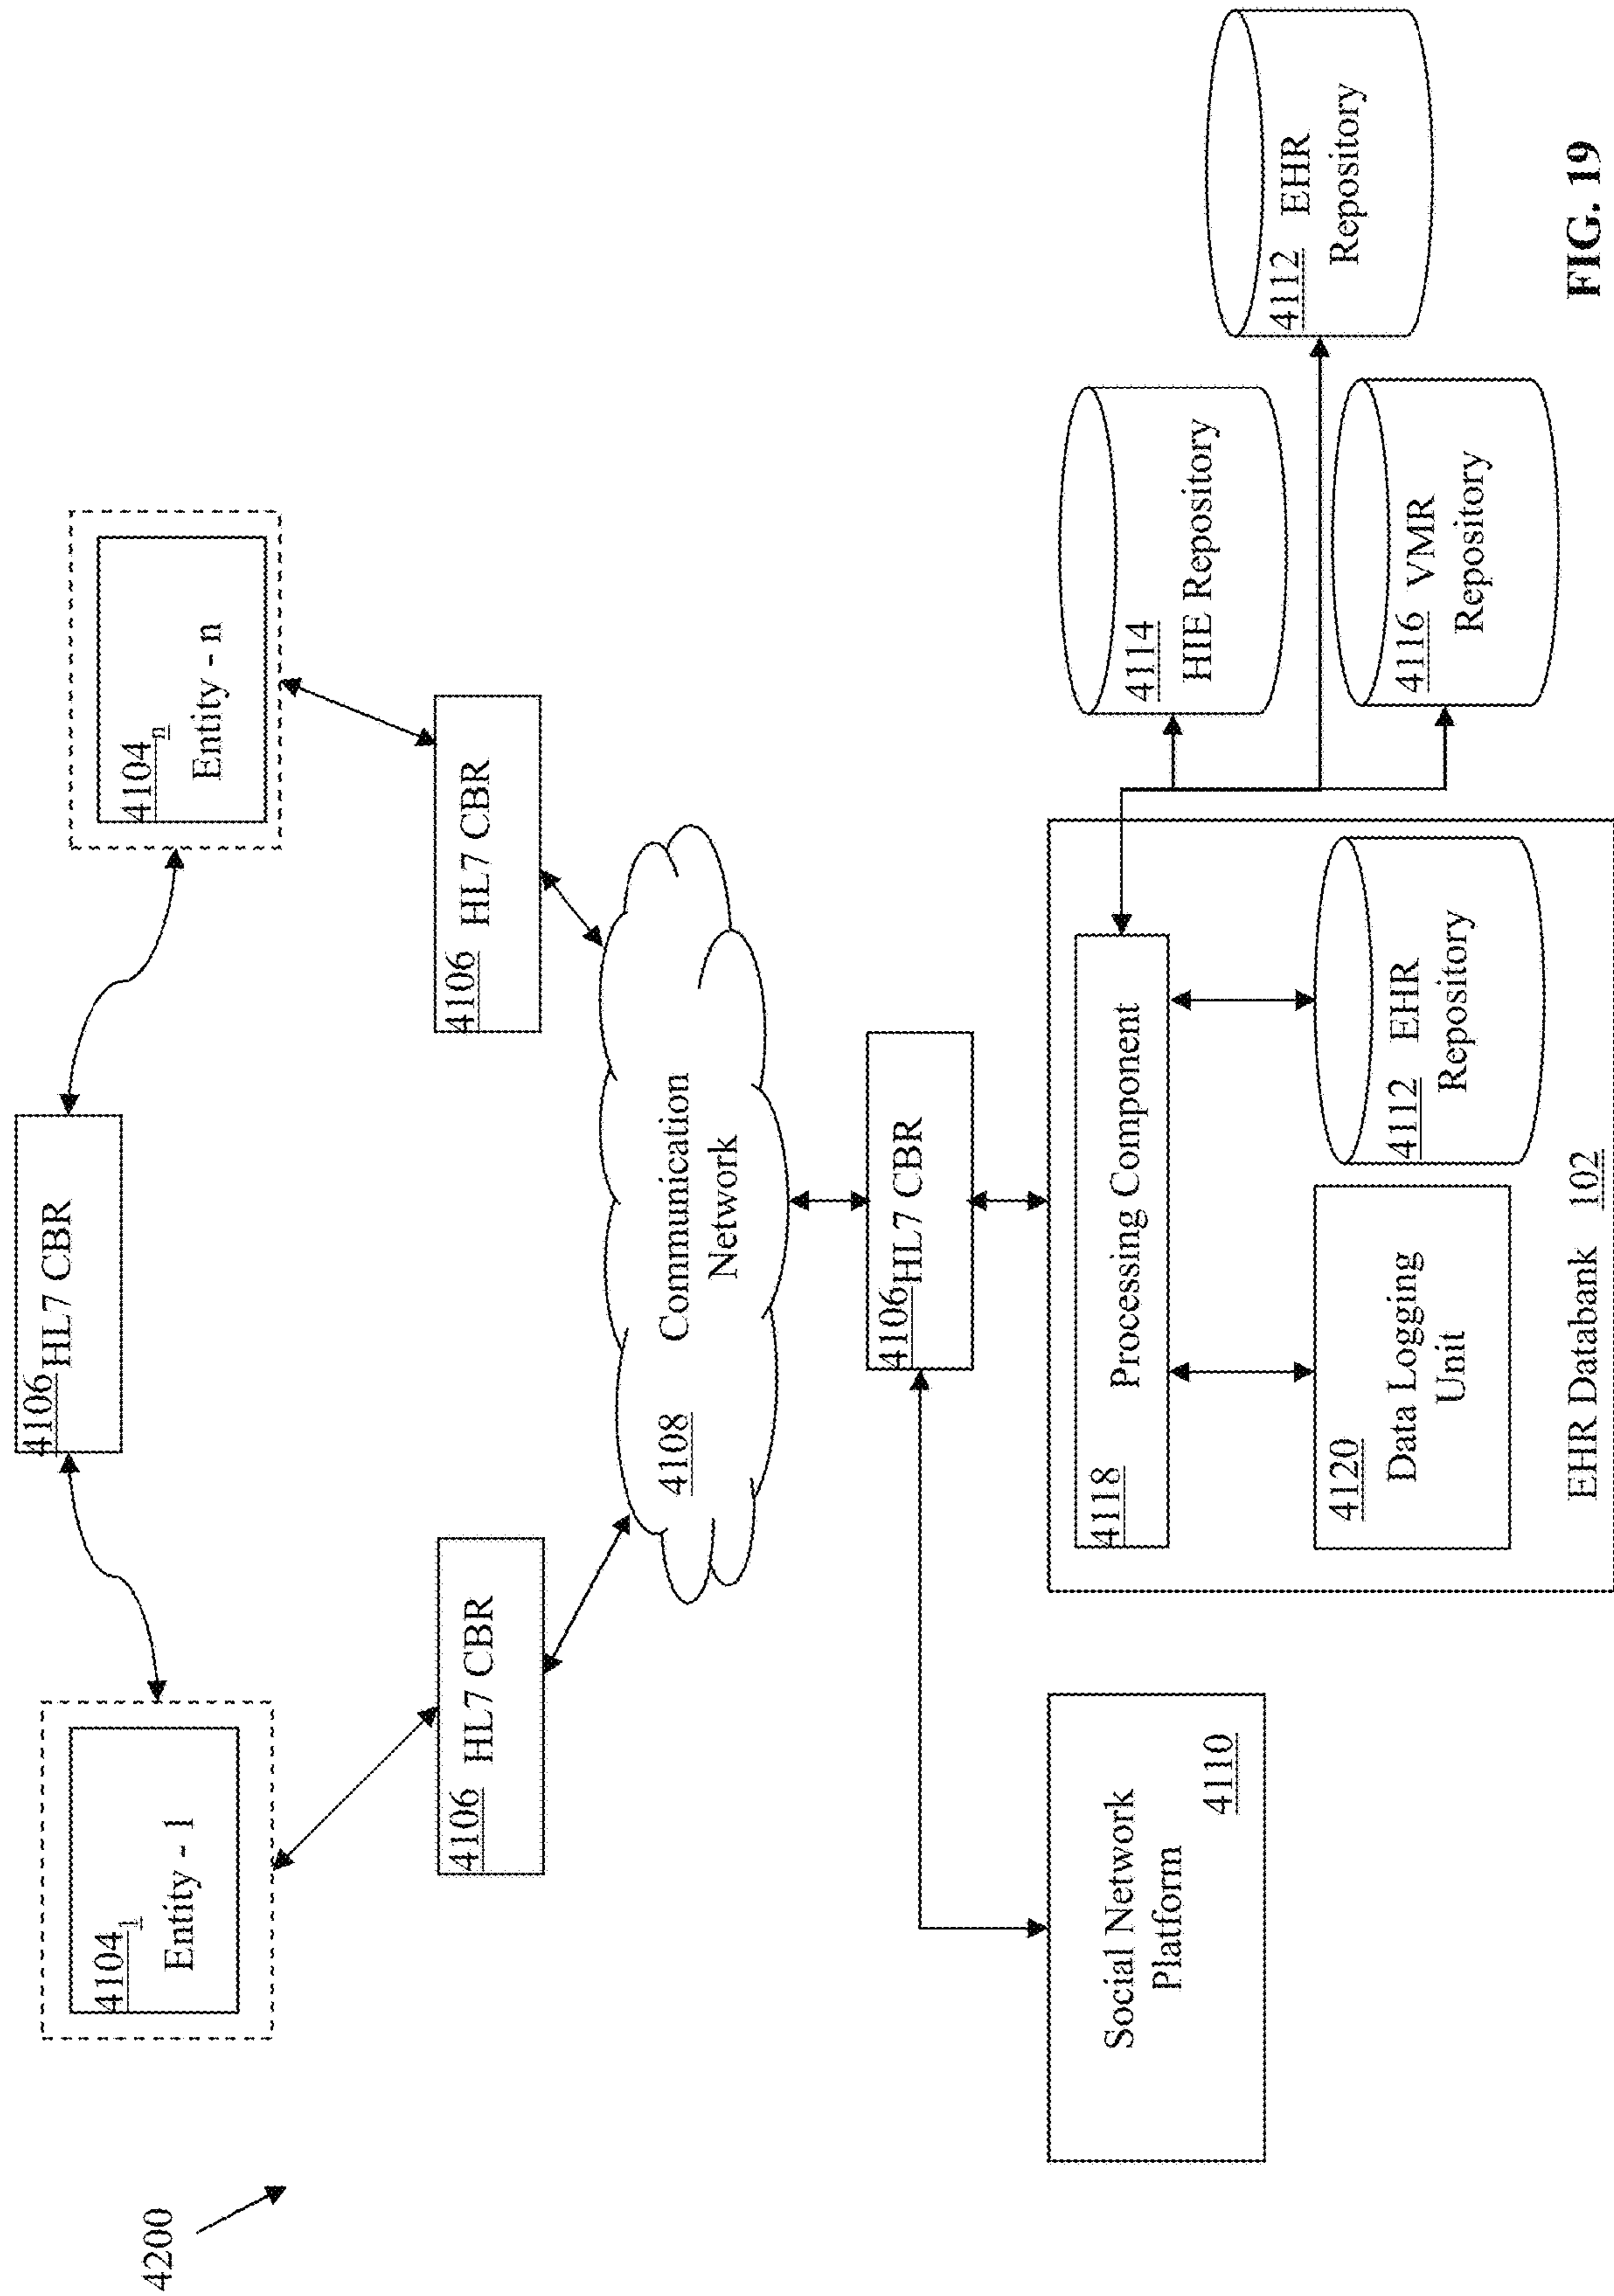 4200
4104₁
Entity - 1
4106 HL7 CBR
4104ₙ
Entity - n
4106 HL7 CBR
4106 HL7 CBR
4108
Communication
Network
4106 HL7 CBR
Social Network
Platform
4110
4118
Processing Component
4120
Data Logging
Unit
4112 EHR
Repository
EHR Databank 102
4114
HIE Repository
4116 VMR
Repository
4112 EHR
Repository
FIG. 19